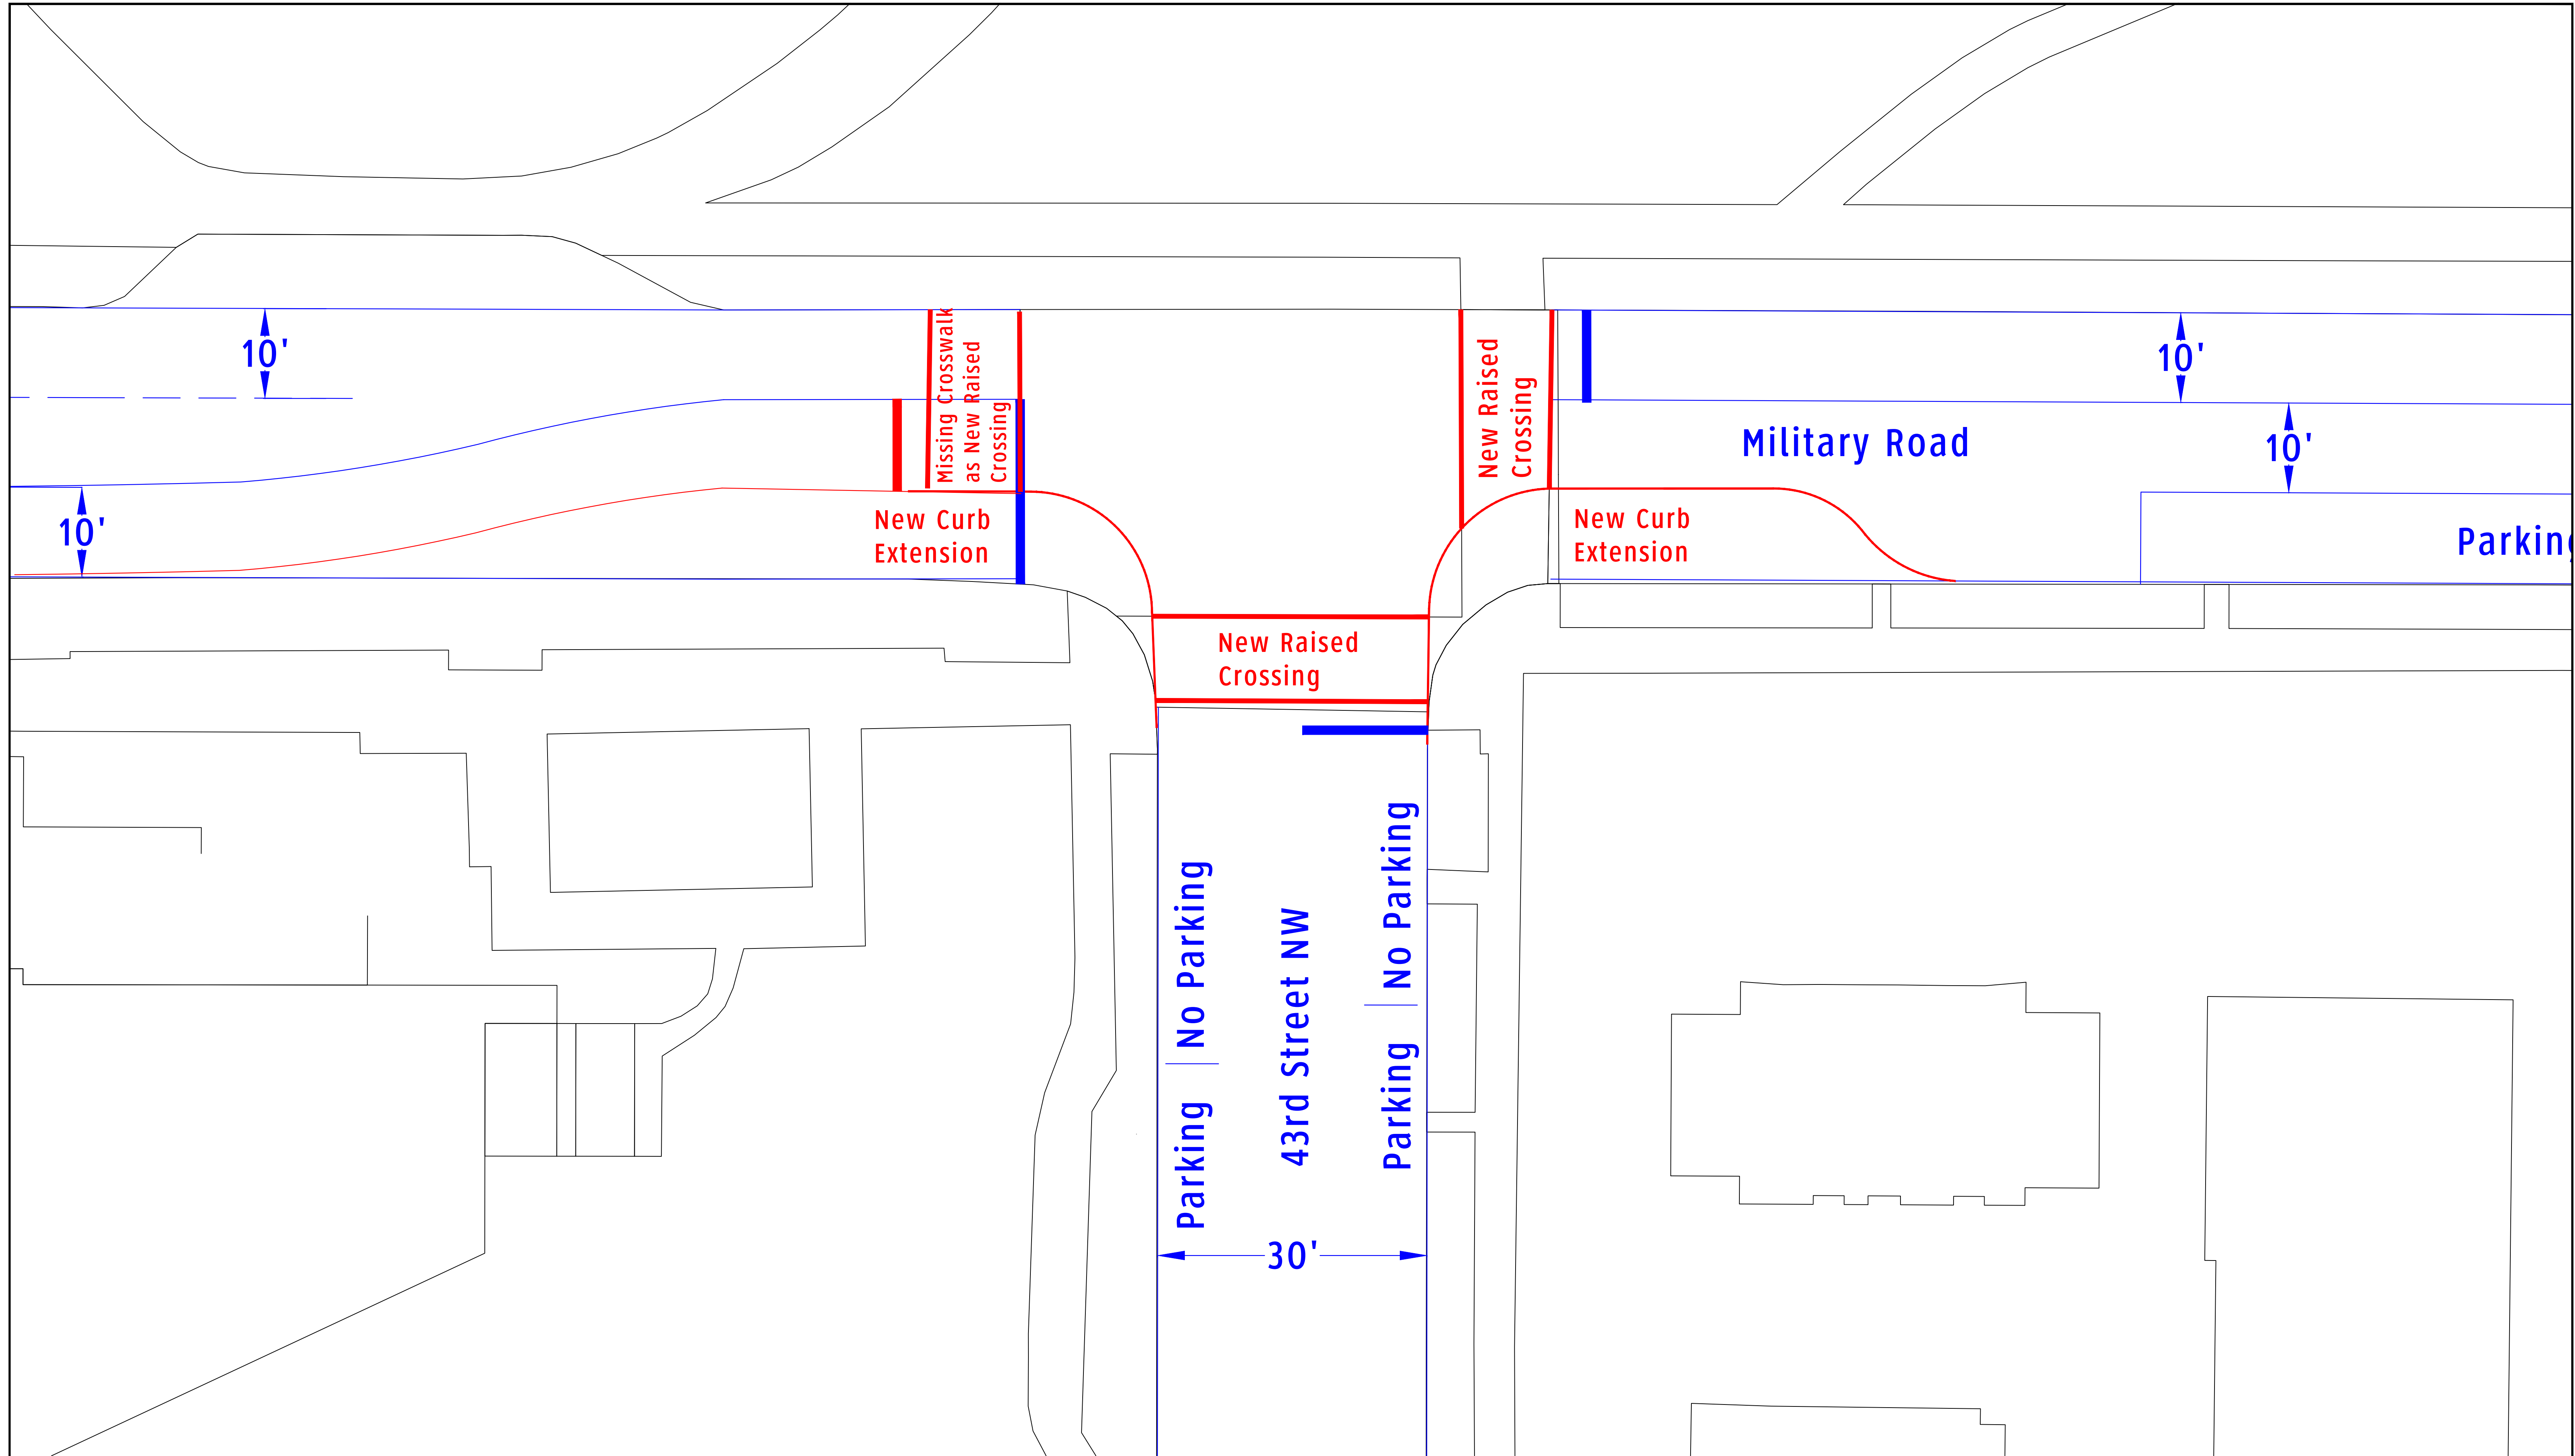 10'
10'
10'
10'
Missing Crosswalk
as New Raised
Crossing
New Raised
Crossing
Military Road
New Curb
Extension
New Curb
Extension
Parking
New Raised
Crossing
No Parking
Parking
43rd Street NW
No Parking
Parking
30'